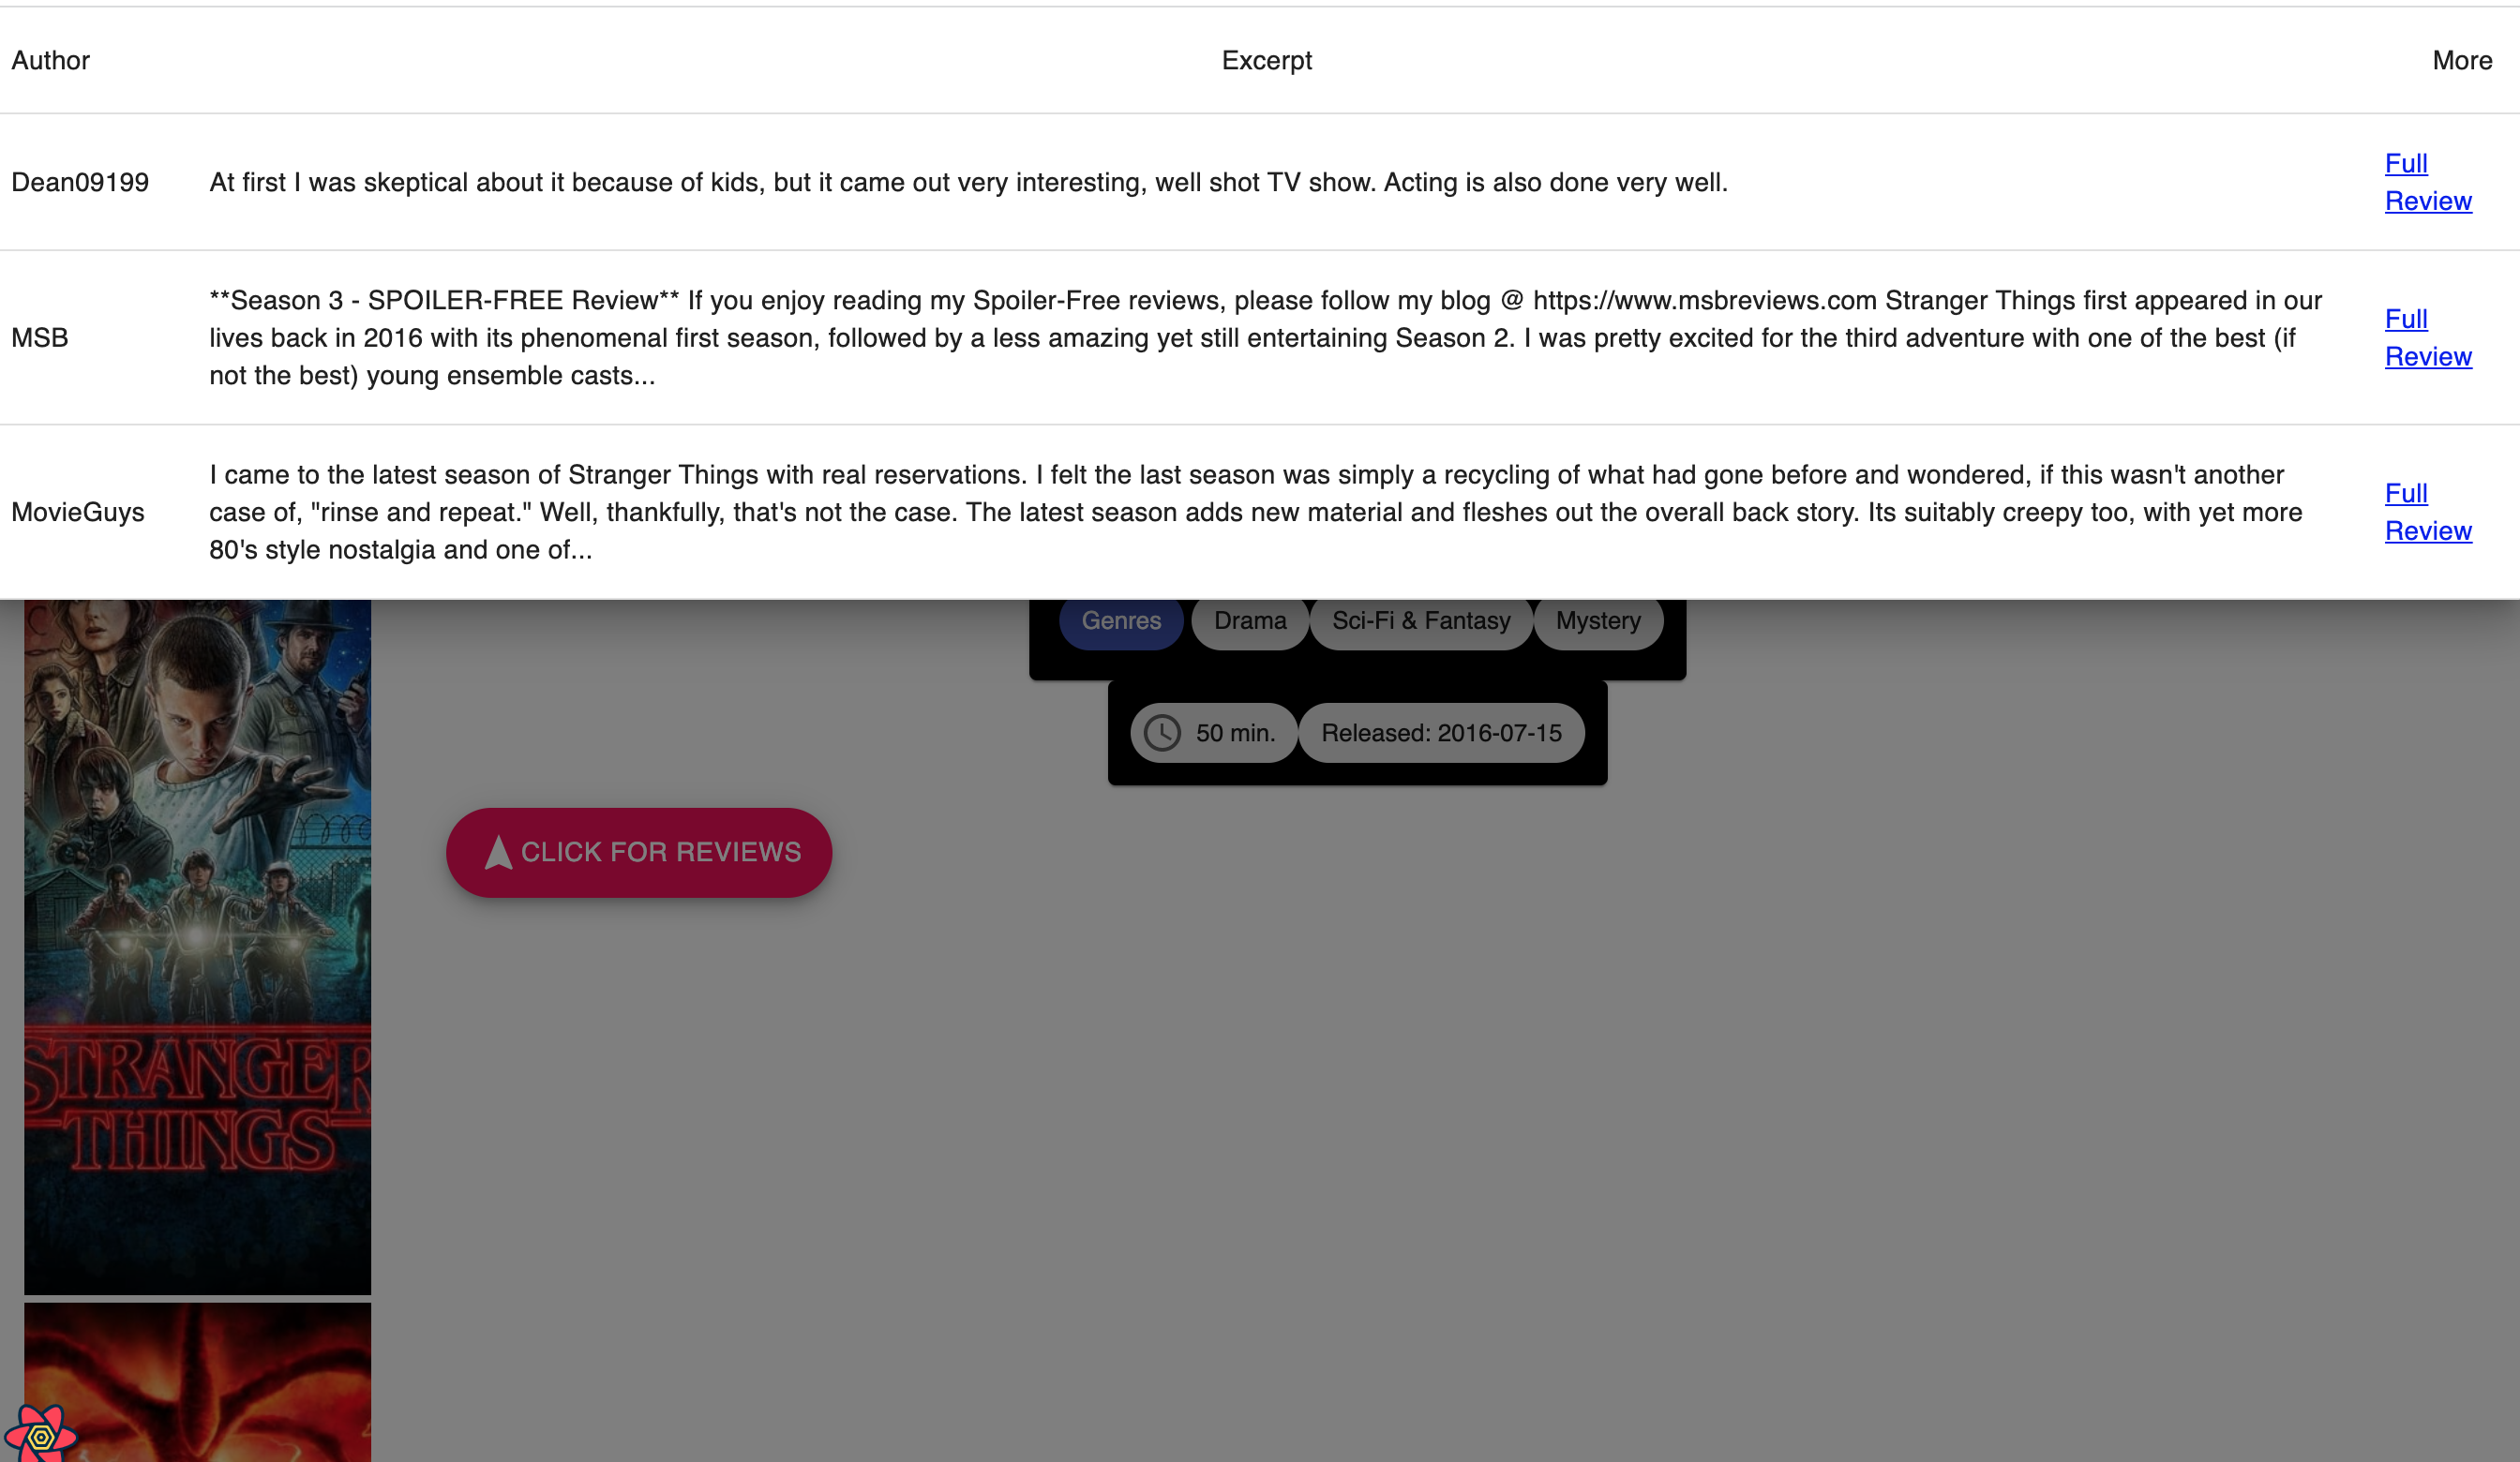 Author Excerpt More
Dean09199 At first I was skeptical about it because of kids, but it came out very interesting, well shot TV show. Acting is also done very well. Full
Review
MSB **Season 3 - SPOILER-FREE Review** If you enjoy reading my Spoiler-Free reviews, please follow my blog @ https://www.msbreviews.com Stranger Things first appeared in our
lives back in 2016 with its phenomenal first season, followed by a less amazing yet still entertaining Season 2. I was pretty excited for the third adventure with one of the best (if
not the best) young ensemble casts...
Full
Review
MovieGuys I came to the latest season of Stranger Things with real reservations. I felt the last season was simply a recycling of what had gone before and wondered, if this wasn't another
case of, "rinse and repeat." Well, thankfully, that's not the case. The latest season adds new material and fleshes out the overall back story. Its suitably creepy too, with yet more
80's style nostalgia and one of...
Full
Review
Genres Drama Sci-Fi & Fantasy Mystery
50 min. Released: 2016-07-15
CLICK FOR REVIEWS
STRANGER
THINGS